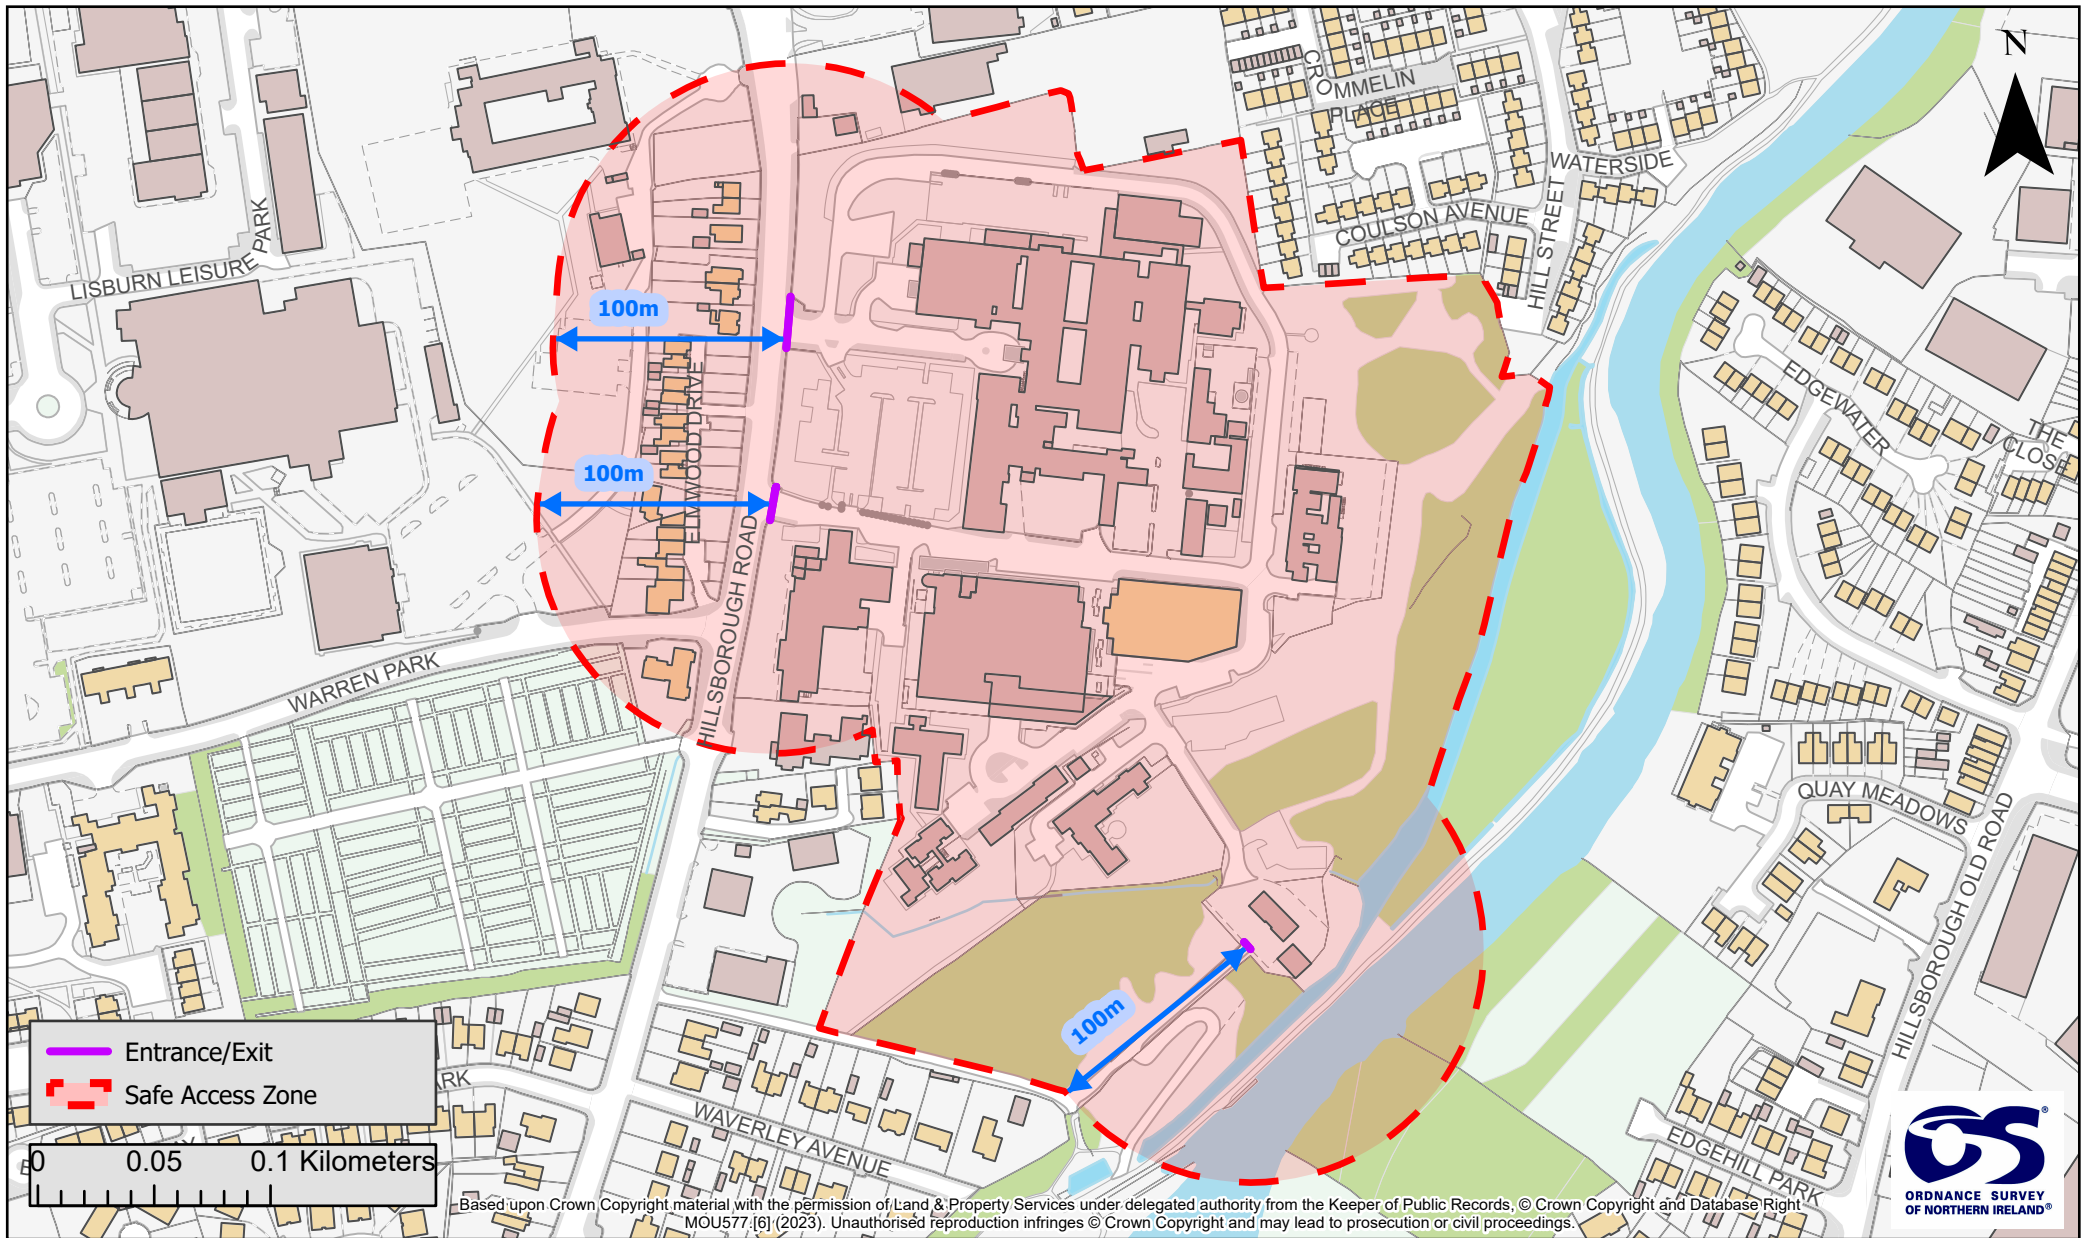 N
CROMMELIN
PLACE
WATERSIDE
COULSON AVENUE
HILL STREET
HILL STREET
LISBURN LEISURE PARK
100m
EDGEWATER
THE
CLOSE
ELMWOOD DRIVE
100m
HILLSBOROUGH ROAD
WARREN PARK
QUAY MEADOWS
HILLSBOROUGH OLD ROAD
100m
Entrance/Exit
Safe Access Zone
RK
WAVERLEY AVENUE
EDGEHILL PARK
0 0.05 0.1 Kilometers
OS®
ORDNANCE SURVEY
OF NORTHERN IRELAND®
Based upon Crown Copyright material with the permission of Land & Property Services under delegated authority from the Keeper of Public Records, © Crown Copyright and Database Right
MOU577.[6] (2023). Unauthorised reproduction infringes © Crown Copyright and may lead to prosecution or civil proceedings.